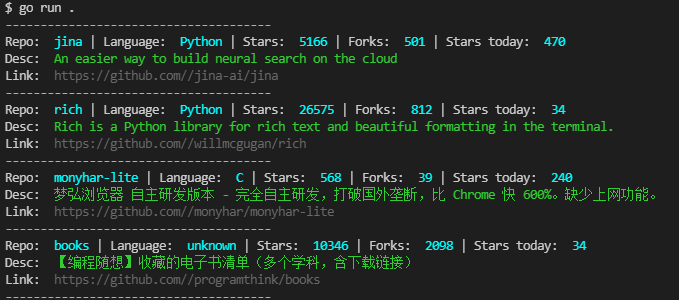 $ go run .
--------------------------------------
Repo:  jina | Language:  Python | Stars:  5166 | Forks:  501 | Stars today:  470
Desc:  An easier way to build neural search on the cloud
Link:  https://github.com//jina-ai/jina
--------------------------------------
Repo:  rich | Language:  Python | Stars:  26575 | Forks:  812 | Stars today:  34
Desc:  Rich is a Python library for rich text and beautiful formatting in the terminal.
Link:  https://github.com//willmcgugan/rich
--------------------------------------
Repo:  monyhar-lite | Language:  C | Stars:  568 | Forks:  39 | Stars today:  240
Desc:  梦弘浏览器 自主研发版本 - 完全自主研发，打破国外垄断，比 Chrome 快 600%。缺少上网功能。
Link:  https://github.com//monyhar/monyhar-lite
--------------------------------------
Repo:  books | Language:  unknown | Stars:  10346 | Forks:  2098 | Stars today:  34
Desc:  【编程随想】收藏的电子书清单（多个学科，含下载链接）
Link:  https://github.com//programthink/books
--------------------------------------